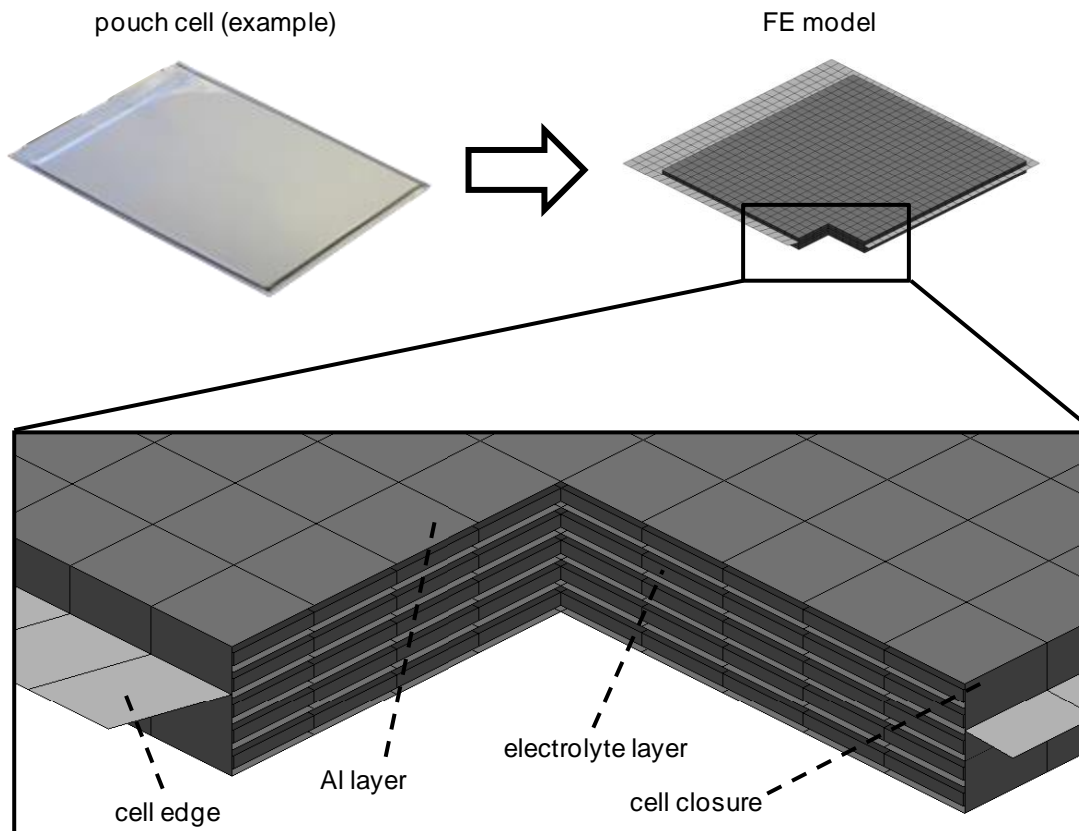 pouch cell (example)
FE model
electrolyte layer
Al layer
cell closure
cell edge